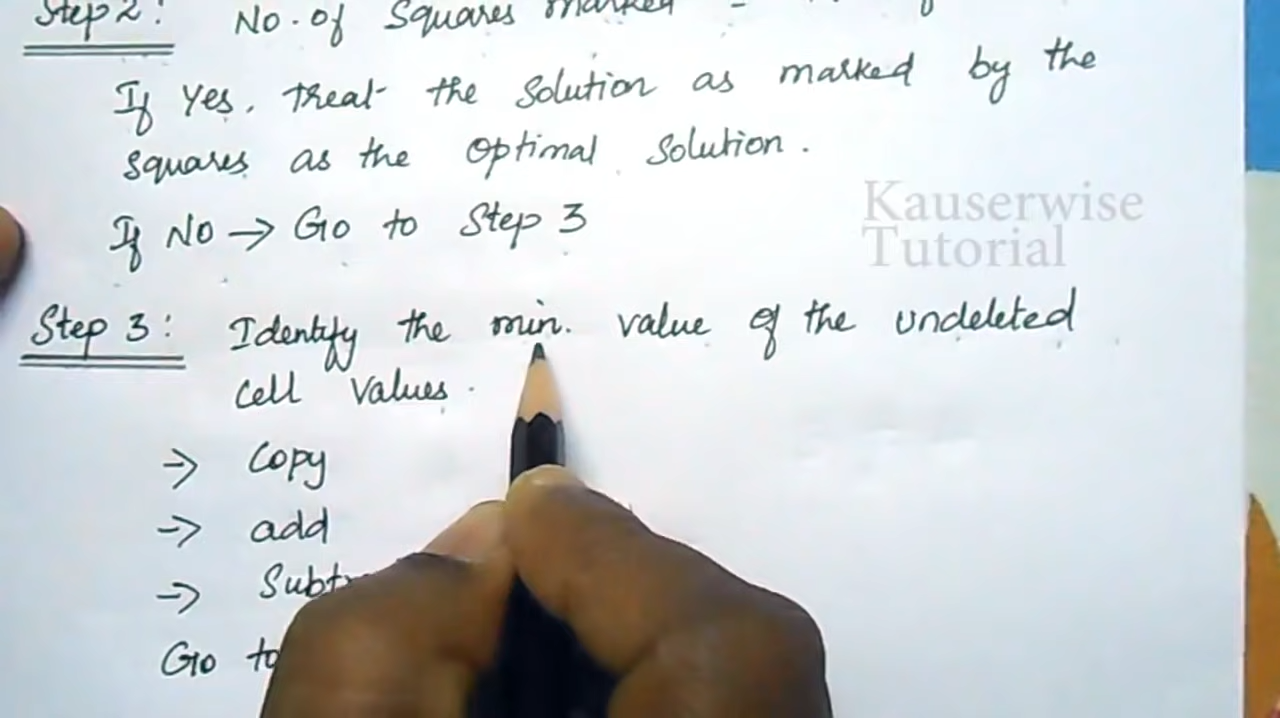 Step 2:
No. of Squares marked =
If Yes, treat the solution as marked by the
squares as the optimal solution.
If No → Go to Step 3
Kauserwise
Tutorial
Step 3: Identify the min. value of the undeleted
cell values.
→ Copy
→ add
→
Go to